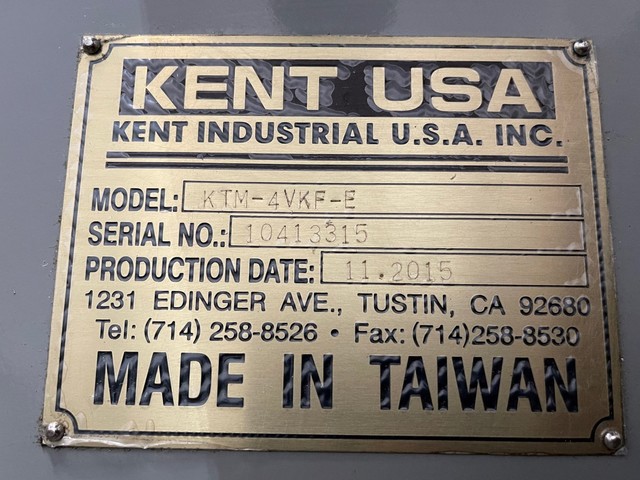 KENT USA
KENT INDUSTRIAL U.S.A. INC.
MODEL: KTM-4VKF-E
SERIAL NO.: 10413315
PRODUCTION DATE: 11.2015
1231 EDINGER AVE., TUSTIN, CA 92680
Tel: (714) 258-8526 • Fax: (714)258-8530
MADE IN TAIWAN